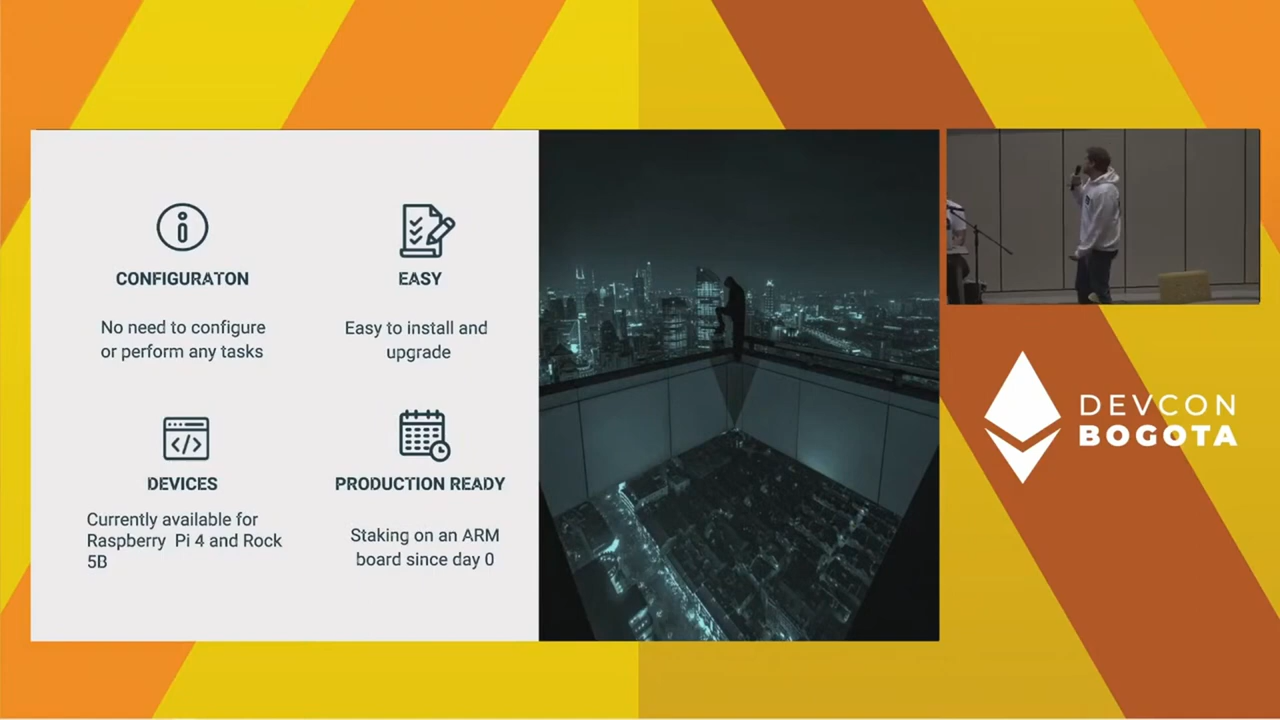 CONFIGURATON
No need to configure
or perform any tasks
EASY
Easy to install and
upgrade
DEVICES
Currently available for
Raspberry Pi 4 and Rock
5B
PRODUCTION READY
Staking on an ARM
board since day 0
DEVCON
BOGOTA